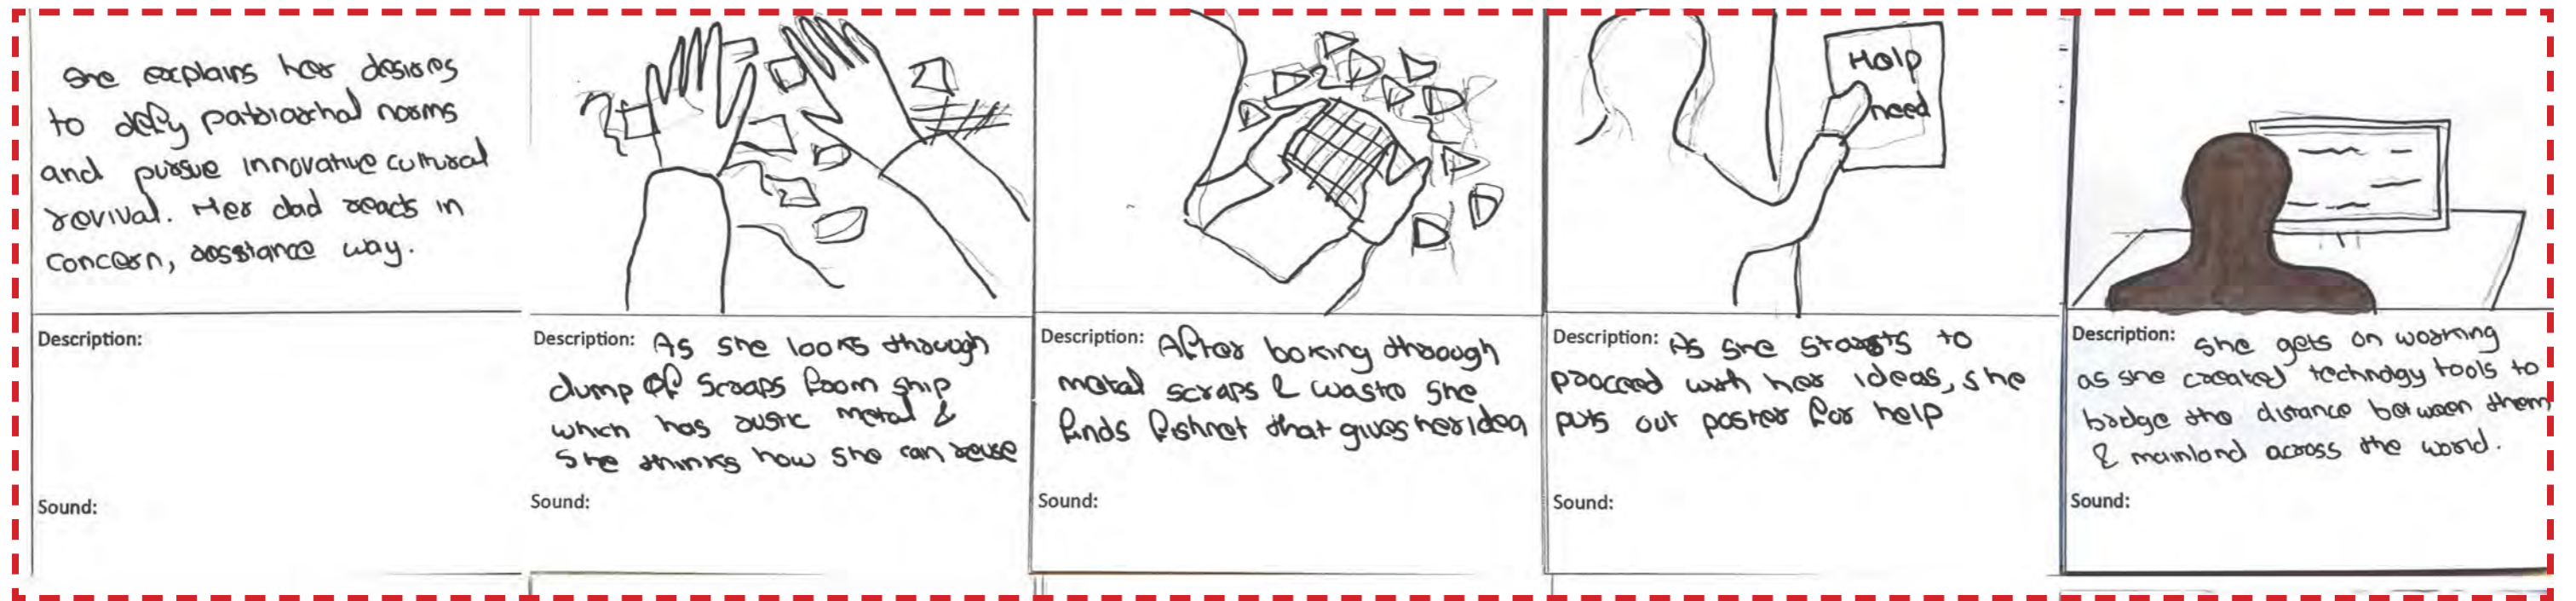 She explains her desires
to defy patriarchal norms
and pursue innovative cultural
revival. Her dad reacts in
concern, assistance way.
Description:
Sound:
Description: As she looks through
dump of scraps from ship
which has rustic metal &
she thinks how she can reuse
Sound:
Description: After boxing through
metal scraps & waste she
finds fishnet that gives her idea
Sound:
Help
need
Description: As she starts to
proceed with her ideas, she
puts out poster for help
Sound:
Description: She gets on working
as she created technology tools to
bridge the distance between them
& mainland across the world.
Sound: